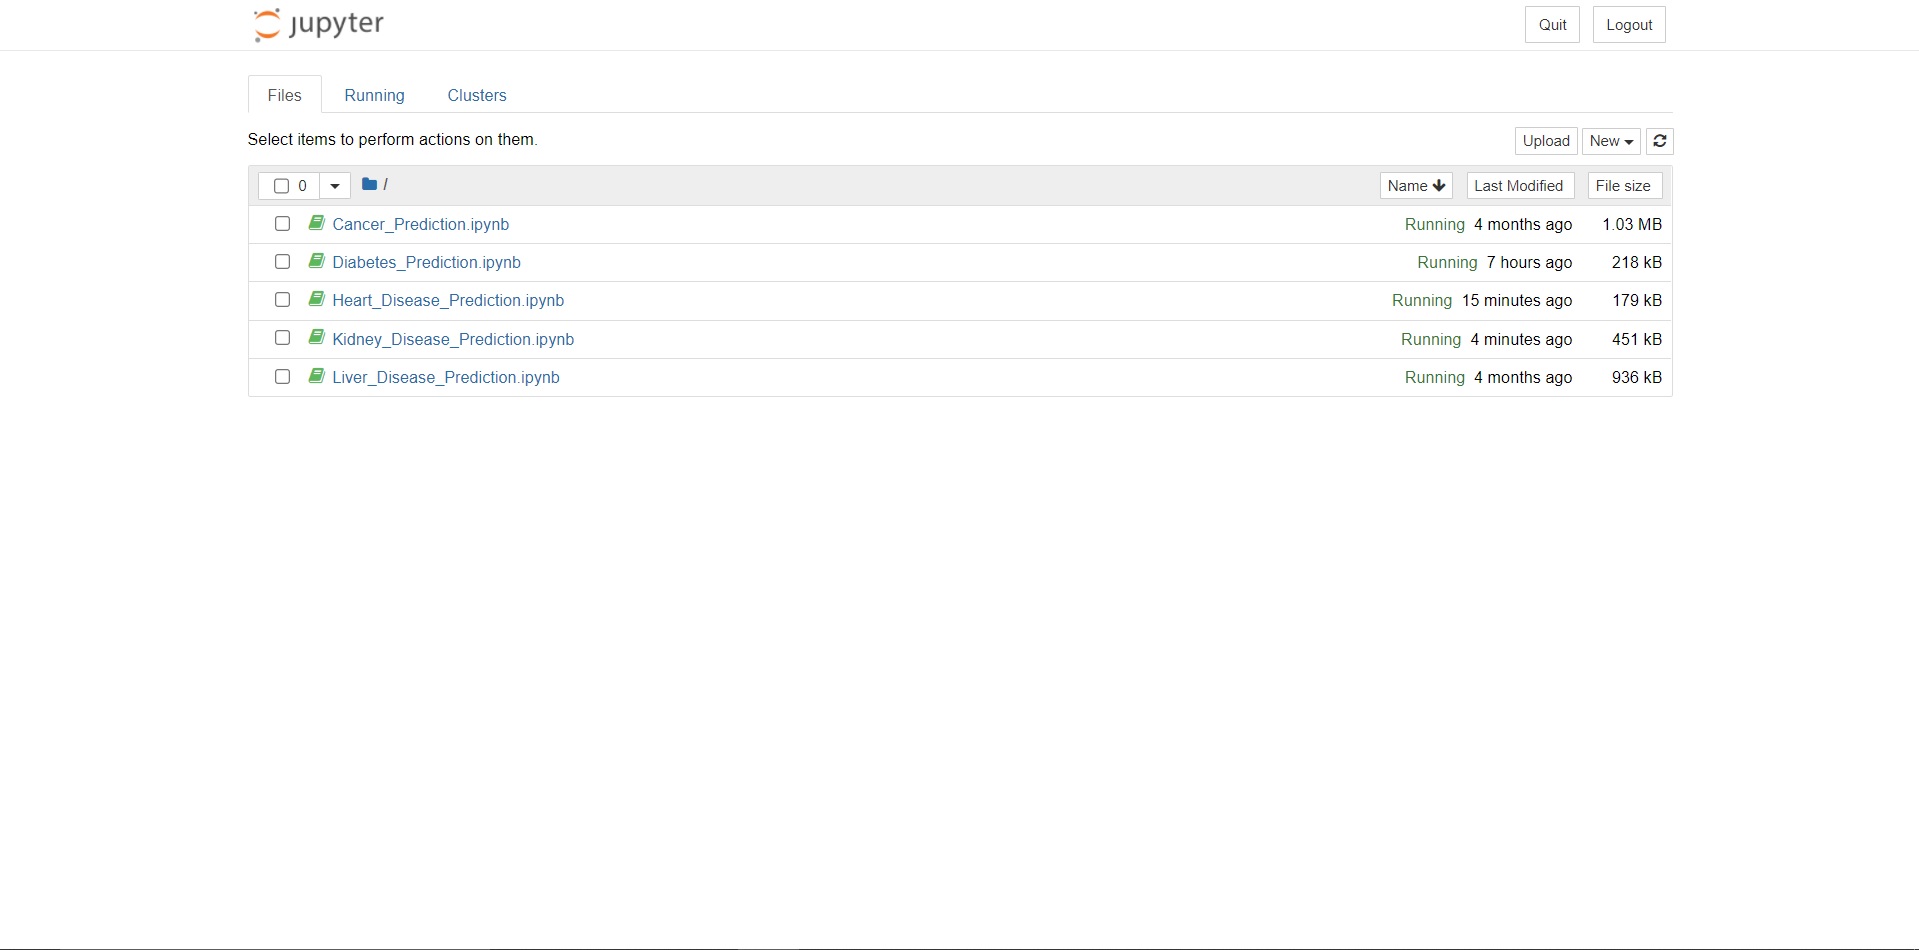 jupyter
Quit Logout
Files Running Clusters
Select items to perform actions on them.
Upload New
0 / Name Last Modified File size
Cancer_Prediction.ipynb Running 4 months ago 1.03 MB
Diabetes_Prediction.ipynb Running 7 hours ago 218 kB
Heart_Disease_Prediction.ipynb Running 15 minutes ago 179 kB
Kidney_Disease_Prediction.ipynb Running 4 minutes ago 451 kB
Liver_Disease_Prediction.ipynb Running 4 months ago 936 kB